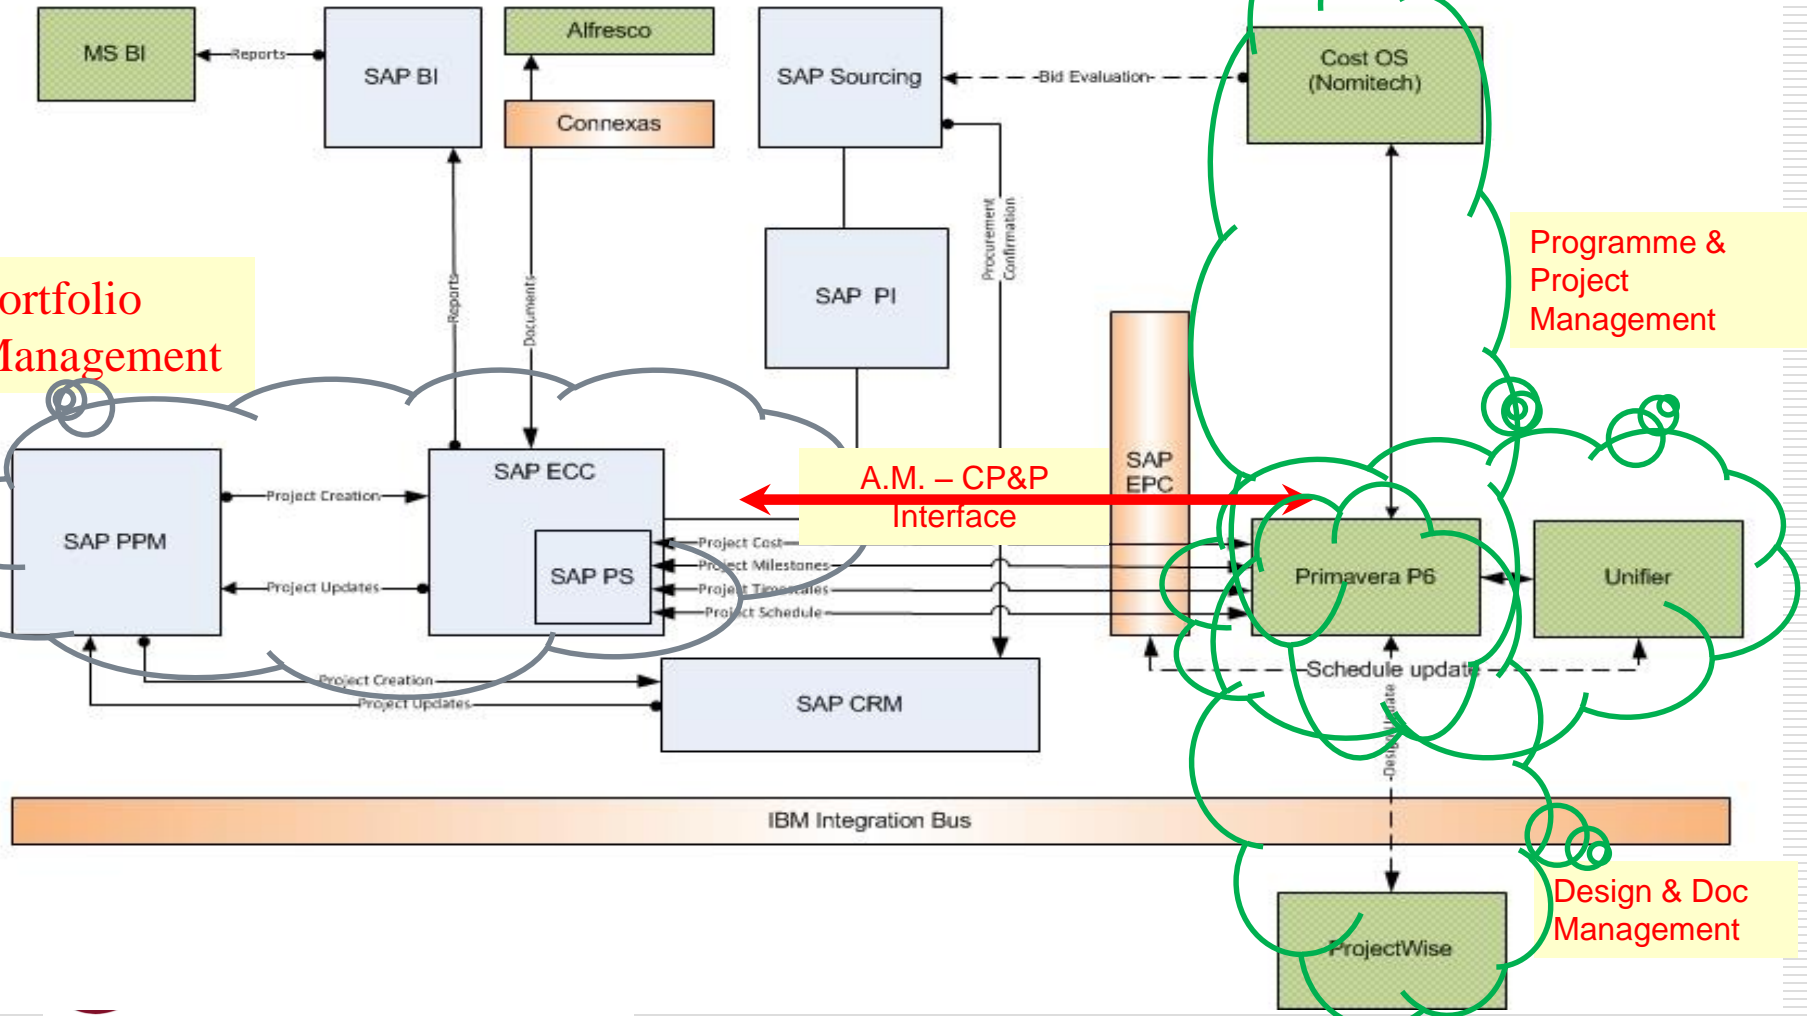 MS BI
Reports
SAP BI
Alfresco
Connexas
SAP Sourcing
Bid Evaluation
Cost OS
(Nomitech)
Procurement
Confirmation
Reports
Documents
SAP PI
Programme &
Project
Management
ortfolio
Management
SAP PPM
Project Creation
SAP ECC
A.M. – CP&P
Interface
SAP
EPC
Project Updates
SAP PS
Project Cost
Project Milestones
Project Timescales
Project Schedule
Primavera P6
Unifier
Schedule update
Project Creation
Project Updates
SAP CRM
Design Update
IBM Integration Bus
Design & Doc
Management
ProjectWise